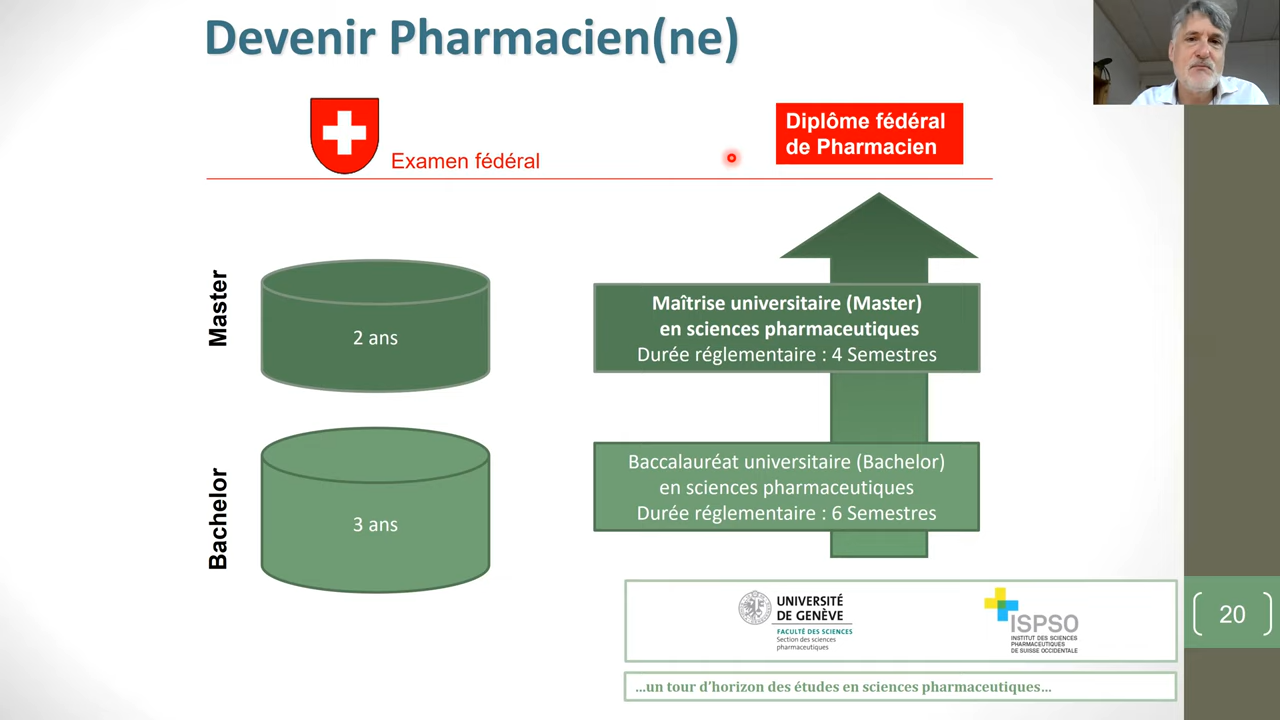 Devenir Pharmacien(ne)
Examen fédéral
Diplôme fédéral
de Pharmacien
Master
2 ans
Maîtrise universitaire (Master)
en sciences pharmaceutiques
Durée réglementaire : 4 Semestres
Bachelor
3 ans
Baccalauréat universitaire (Bachelor)
en sciences pharmaceutiques
Durée réglementaire : 6 Semestres
UNIVERSITÉ
DE GENÈVE
FACULTÉ DES SCIENCES
Section des sciences
pharmaceutiques
ISPSO
INSTITUT DES SCIENCES
PHARMACEUTIQUES
DE SUISSE OCCIDENTALE
20
...un tour d'horizon des études en sciences pharmaceutiques...